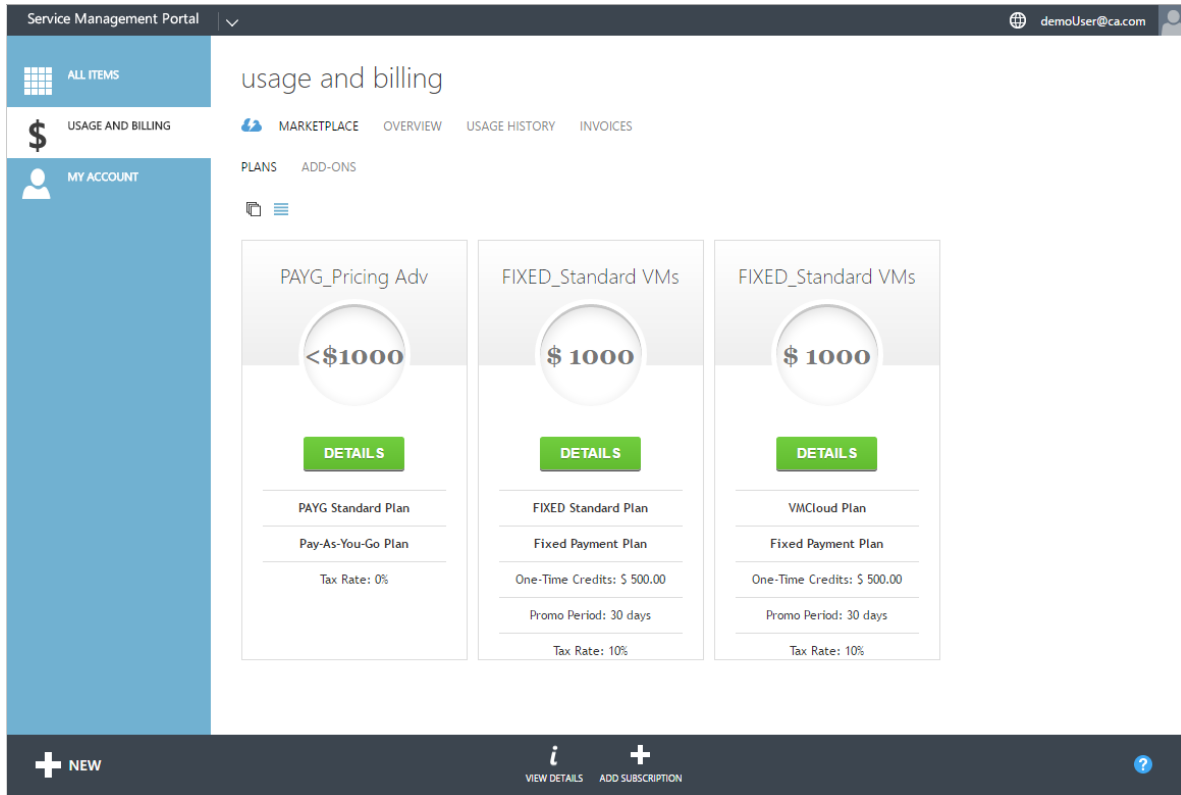 Service Management Portal
demoUser@ca.com
ALL ITEMS
USAGE AND BILLING
MY ACCOUNT
usage and billing
MARKETPLACE OVERVIEW USAGE HISTORY INVOICES
PLANS ADD-ONS
PAYG_Pricing Adv
<$1000
DETAILS
PAYG Standard Plan
Pay-As-You-Go Plan
Tax Rate: 0%
FIXED_Standard VMs
$ 1000
DETAILS
FIXED Standard Plan
Fixed Payment Plan
One-Time Credits: $ 500.00
Promo Period: 30 days
Tax Rate: 10%
FIXED_Standard VMs
$ 1000
DETAILS
VMCloud Plan
Fixed Payment Plan
One-Time Credits: $ 500.00
Promo Period: 30 days
Tax Rate: 10%
NEW
VIEW DETAILS
ADD SUBSCRIPTION
?